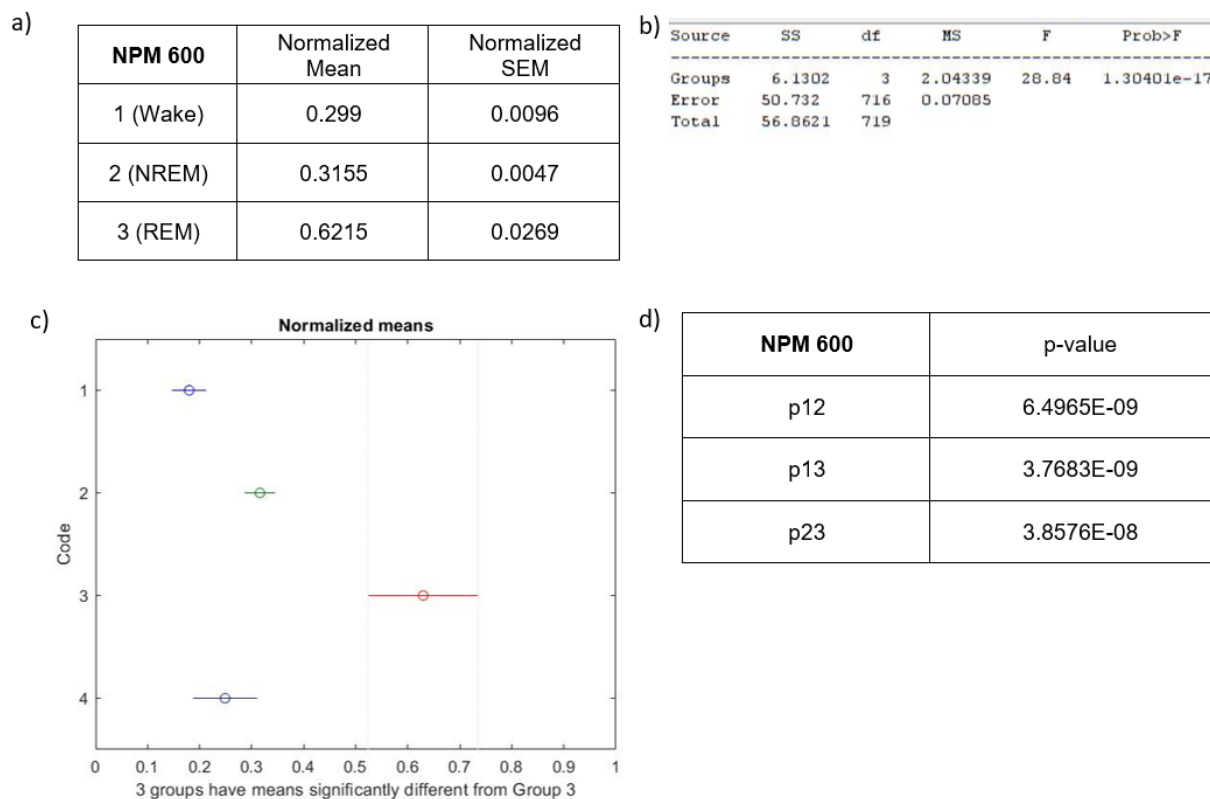 a)
NPM 600 Normalized Mean Normalized SEM
1 (Wake) 0.299 0.0096
2 (NREM) 0.3155 0.0047
3 (REM) 0.6215 0.0269
b)
Source SS df MS F Prob>F
Groups 6.1302 3 2.04339 28.84 1.30401e-17
Error 50.732 716 0.07085
Total 56.8621 719
c)
Normalized means
Code
1
2
3
4
0 0.1 0.2 0.3 0.4 0.5 0.6 0.7 0.8 0.9 1
3 groups have means significantly different from Group 3
d)
NPM 600 p-value
p12 6.4965E-09
p13 3.7683E-09
p23 3.8576E-08